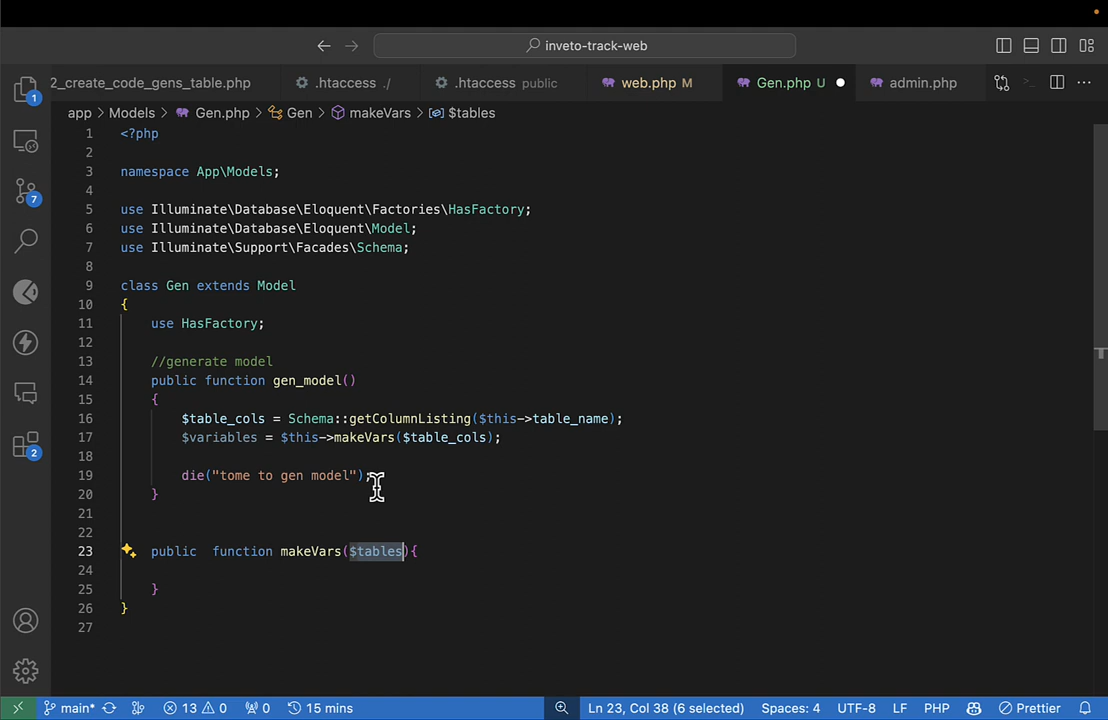 inveto-track-web
2_create_code_gens_table.php
.htaccess ./
.htaccess public
web.php M
Gen.php U
admin.php
app > Models > Gen.php > Gen > makeVars > $tables
1 <?php
2
3 namespace App\Models;
4
5 use Illuminate\Database\Eloquent\Factories\HasFactory;
6 use Illuminate\Database\Eloquent\Model;
7 use Illuminate\Support\Facades\Schema;
8
9 class Gen extends Model
10 {
11 use HasFactory;
12
13 //generate model
14 public function gen_model()
15 {
16 $table_cols = Schema::getColumnListing($this->table_name);
17 $variables = $this->makeVars($table_cols);
18
19 die("tome to gen model");
20 }
21
22
23 public  function makeVars($tables){
24
25 }
26 }
27
1
7
2
main*
13
0
0
15 mins
Ln 23, Col 38 (6 selected)
Spaces: 4
UTF-8
LF
PHP
Prettier